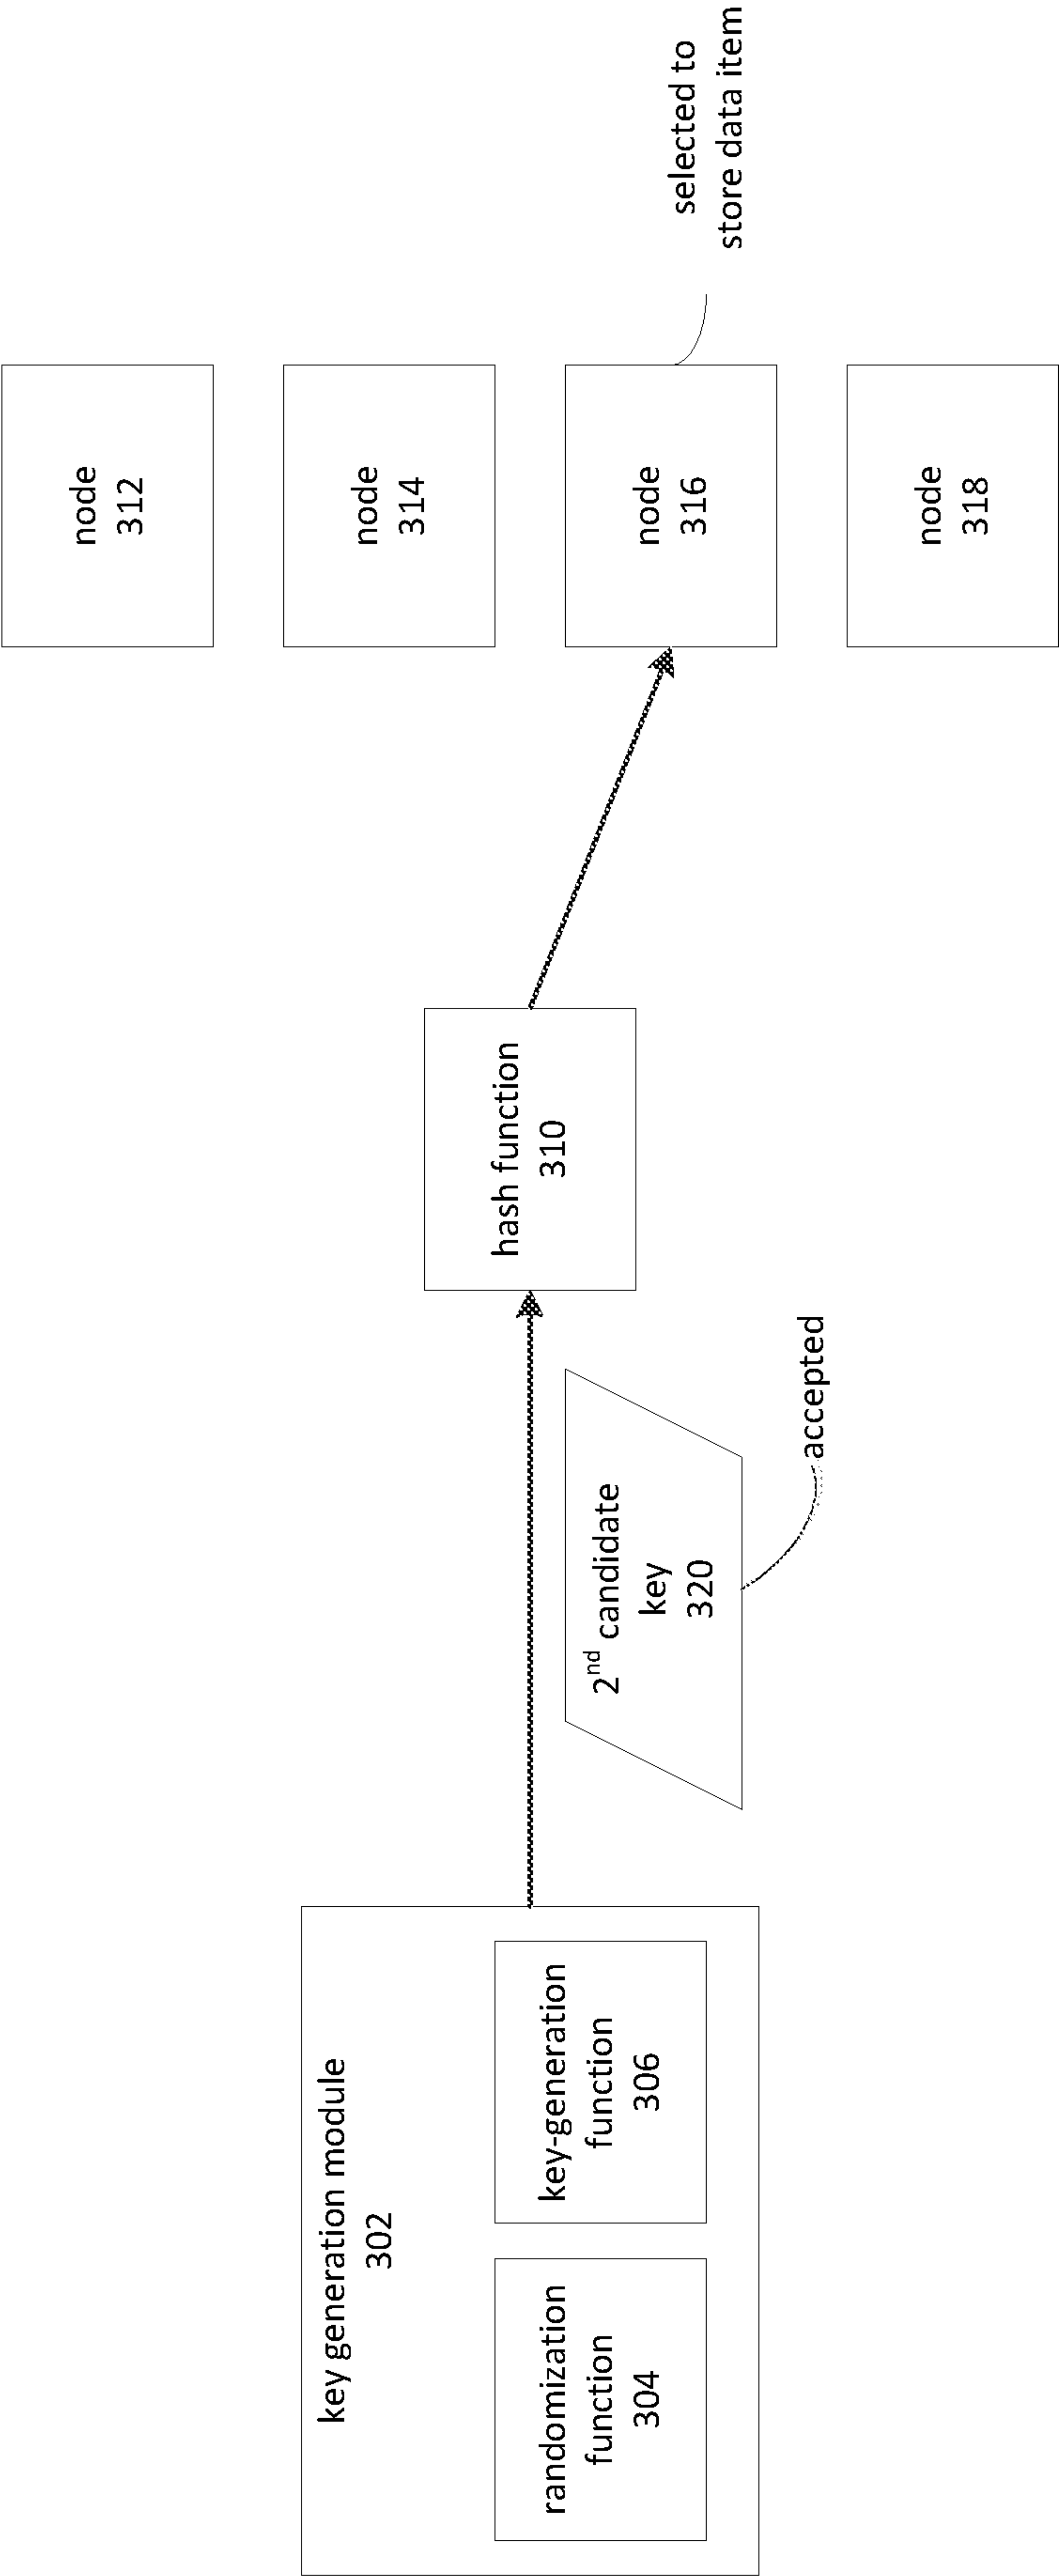 key generation module
302
randomization
function
304
key-generation
function
306
2nd candidate
key
320
accepted
hash function
310
node
312
node
314
node
316
node
318
selected to
store data item